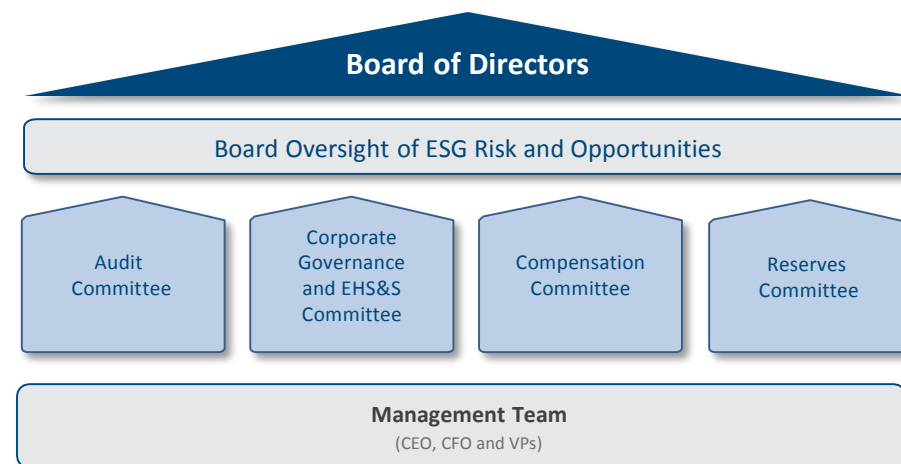 Board of Directors
Board Oversight of ESG Risk and Opportunities
Audit
Committee
Corporate
Governance
and EHS&S
Committee
Compensation
Committee
Reserves
Committee
Management Team
(CEO, CFO and VPs)